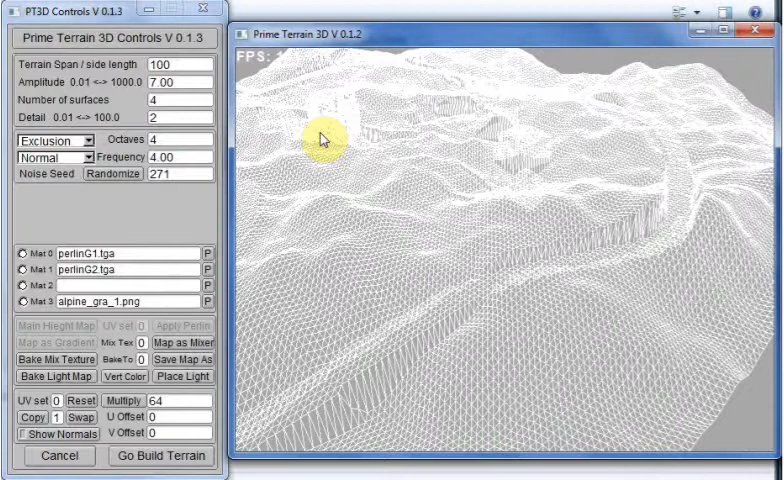 PT3D Controls V 0.1.3
Prime Terrain 3D Controls V 0.1.3
Terrain Span / side length 100
Amplitude 0.01 <-> 1000.0 7.00
Number of surfaces 4
Detail 0.01 <-> 100.0 2
Exclusion Octaves 4
Normal Frequency 4.00
Noise Seed Randomize 271
Mat 0 perlinG1.tga P
Mat 1 perlinG2.tga P
Mat 2 P
Mat 3 alpine_gra_1.png P
Main Hieght Map UV set 0 Apply Perlin
Map as Gradient Mix Tex 0 Map as Mixer
Bake Mix Texture BakeTo 0 Save Map As
Bake Light Map Vert Color Place Light
UV set 0 Reset Multiply 64
Copy 1 Swap U Offset 0
Show Normals V Offset 0
Cancel Go Build Terrain
Prime Terrain 3D V 0.1.2
FPS: